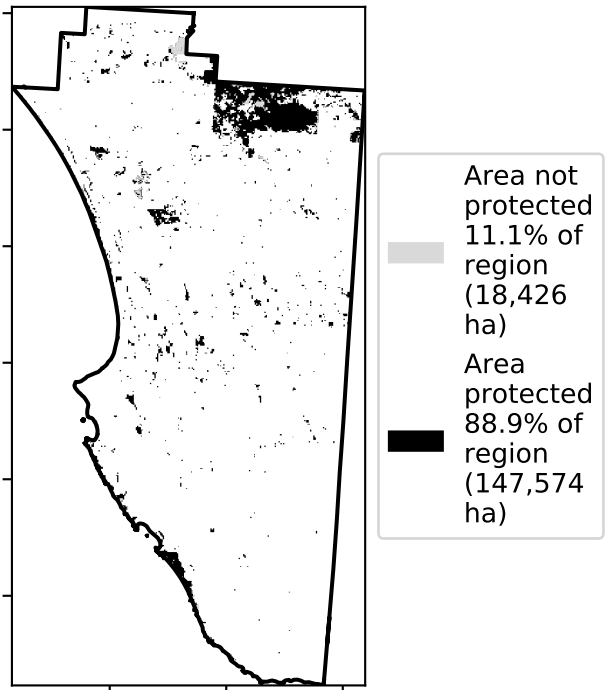 Area not
protected
11.1% of
region
(18,426
ha)
Area
protected
88.9% of
region
(147,574
ha)